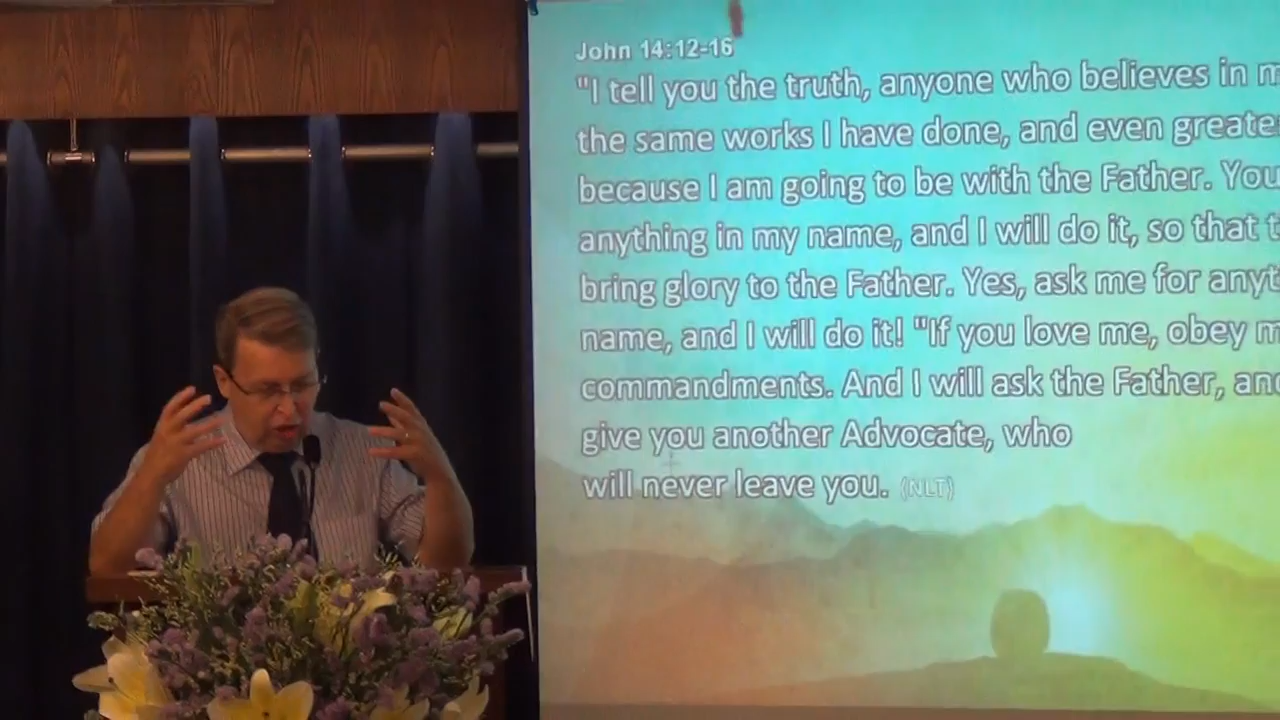 John 14:12-16
"I tell you the truth, anyone who believes in
the same works I have done, and even greater
because I am going to be with the Father. You
anything in my name, and I will do it, so that
bring glory to the Father. Yes, ask me for
name, and I will do it! "If you love me, obey
commandments. And I will ask the Father,
give you another Advocate, who
will never leave you. (NLT)